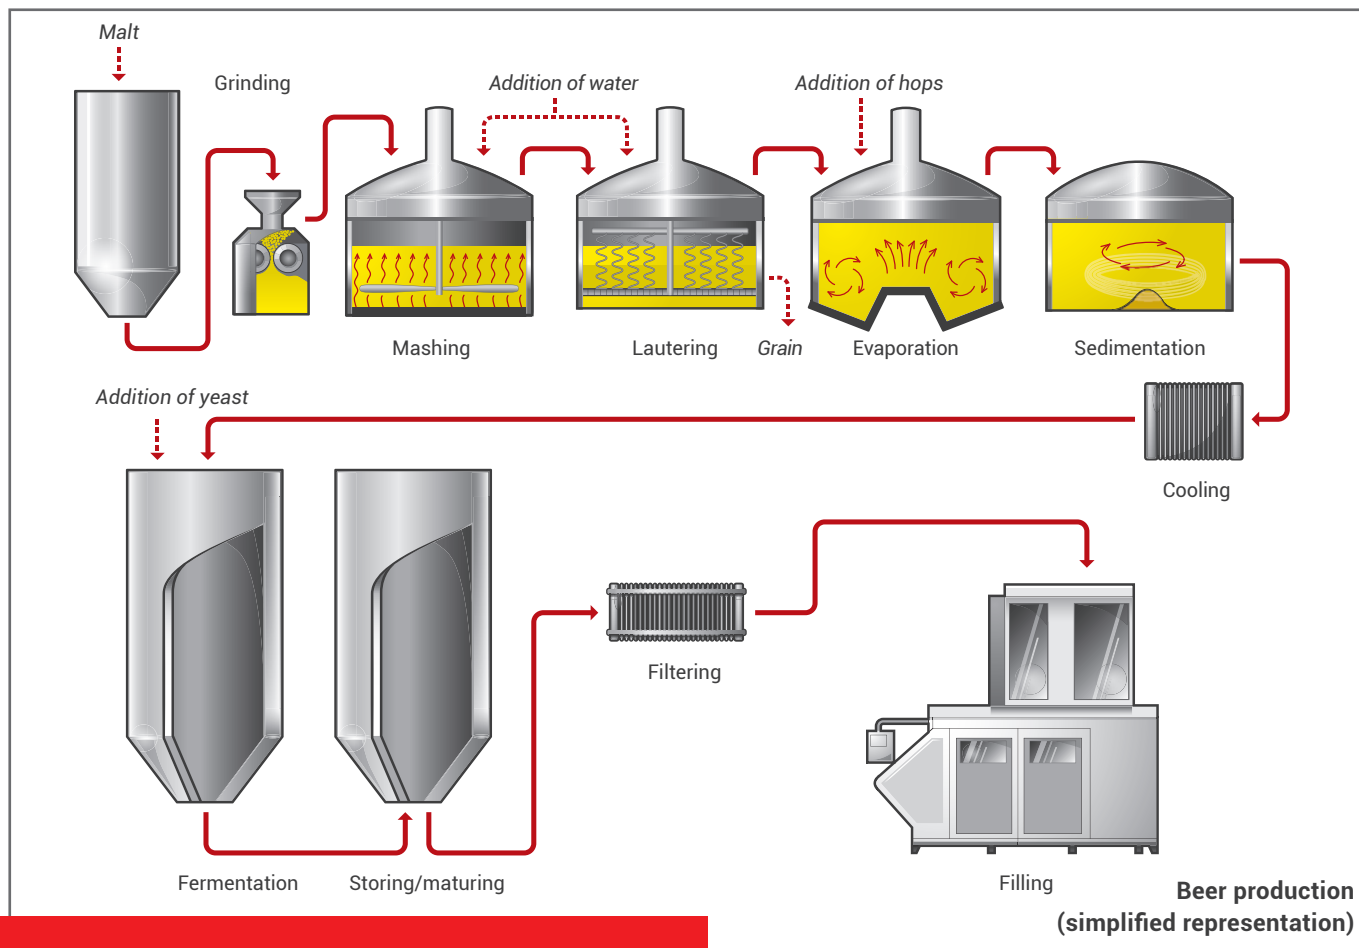 Malt
Grinding
Addition of water
Addition of hops
Mashing
Lautering
Grain
Evaporation
Sedimentation
Addition of yeast
Cooling
Filtering
Fermentation
Storing/maturing
Filling
Beer production
(simplified representation)